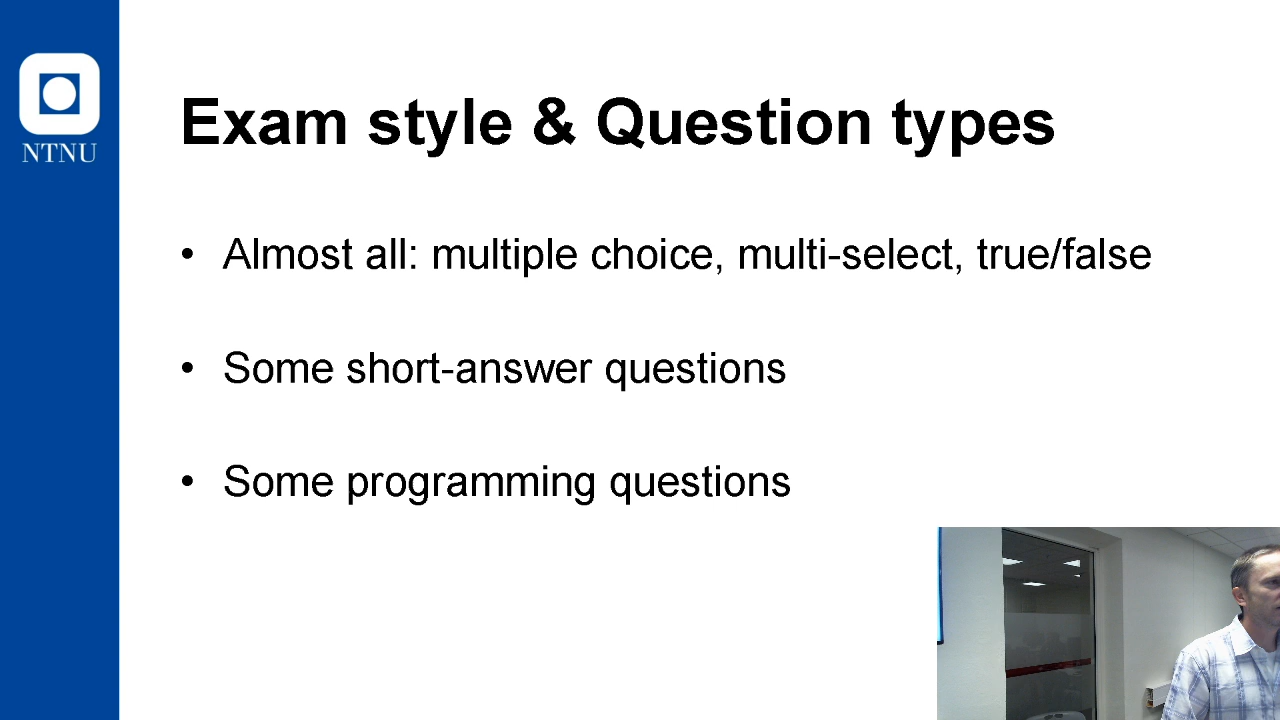 NTNU
Exam style & Question types
• Almost all: multiple choice, multi-select, true/false
• Some short-answer questions
• Some programming questions